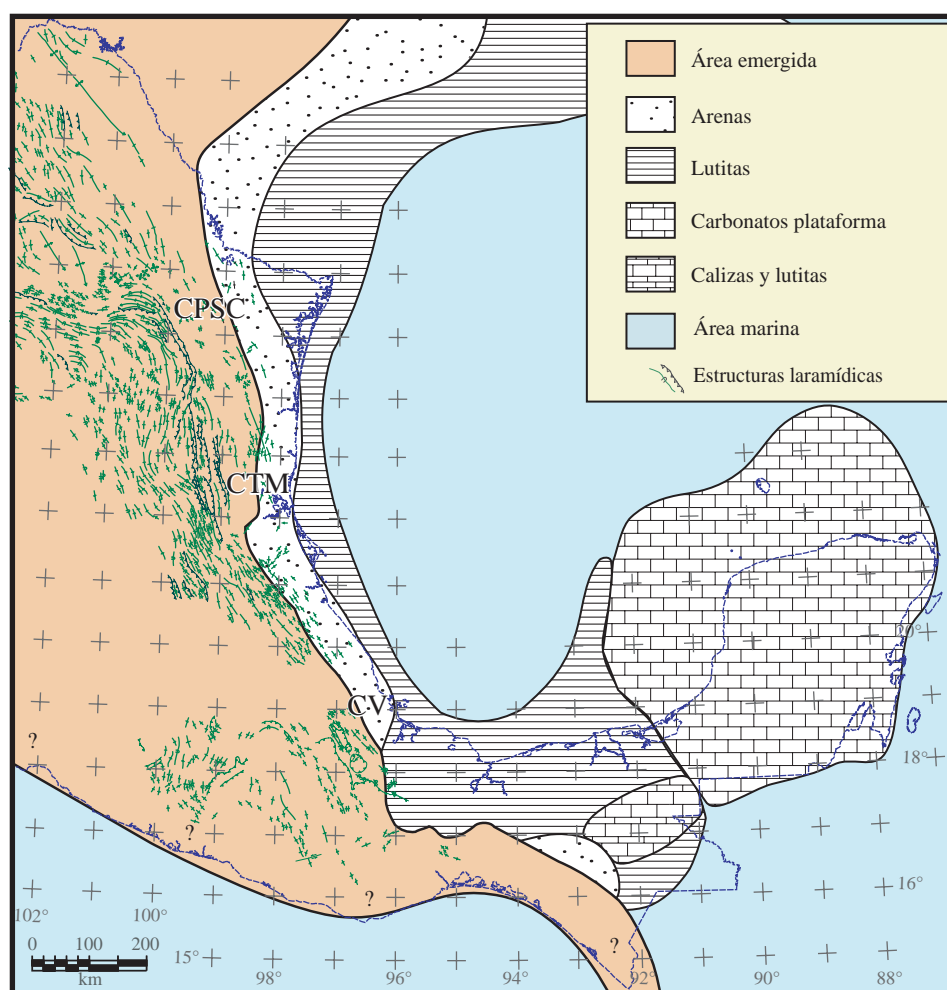 Área emergida
Arenas
Lutitas
Carbonatos plataforma
Calizas y lutitas
Área marina
Estructuras laramídicas
CPSC
CTM
CV
?
?
?
?
20°
18°
16°
102°
100°
0 100 200
km
15°
98°
96°
94°
92°
90°
88°